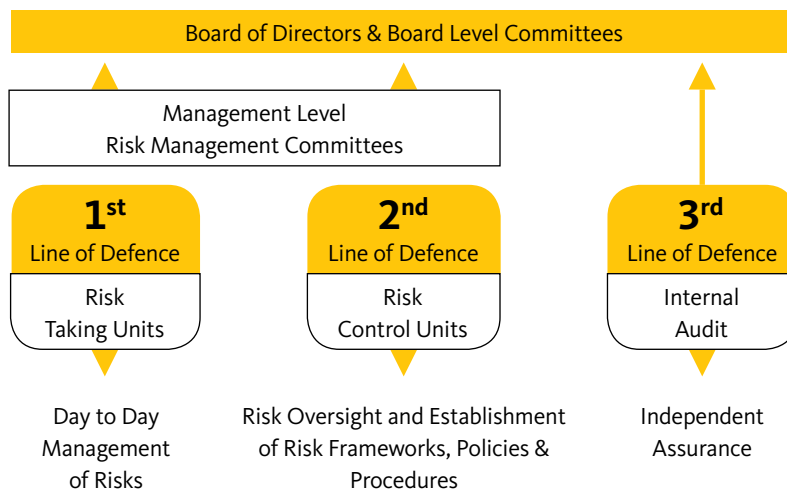 Board of Directors & Board Level Committees
Management Level
Risk Management Committees
1st
Line of Defence
Risk
Taking Units
Day to Day
Management
of Risks
2nd
Line of Defence
Risk
Control Units
Risk Oversight and Establishment
of Risk Frameworks, Policies &
Procedures
3rd
Line of Defence
Internal
Audit
Independent
Assurance